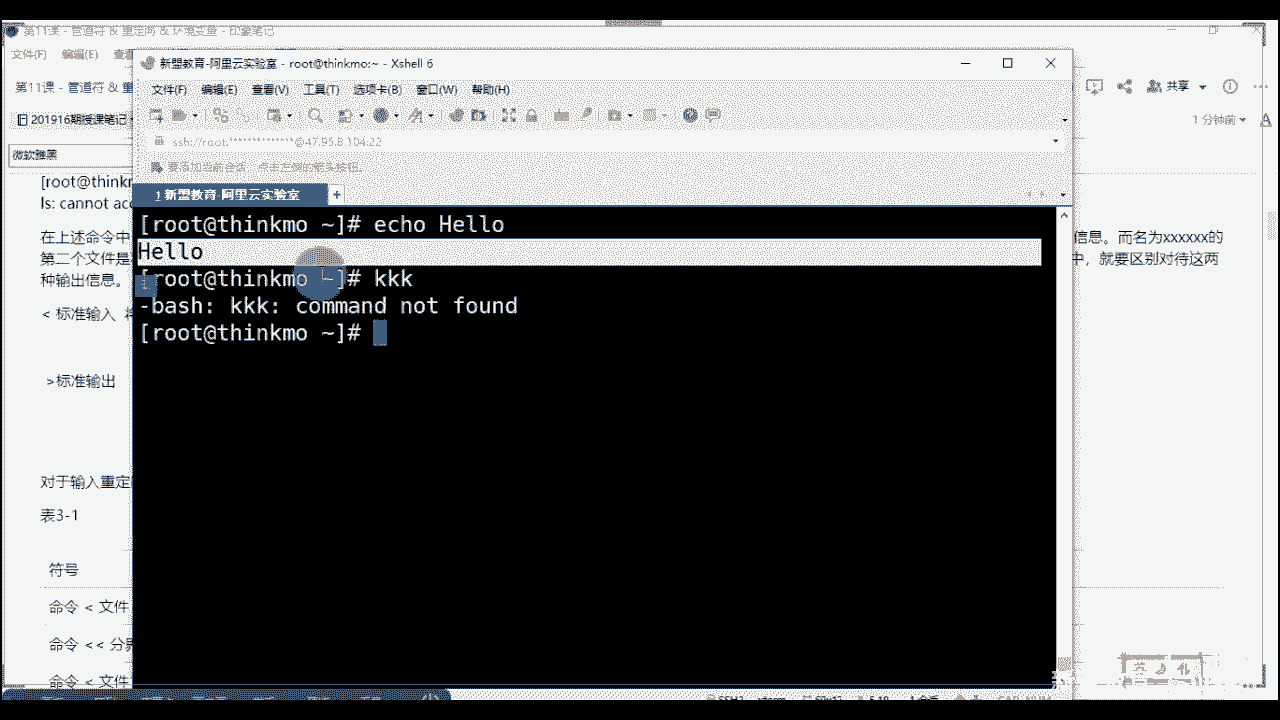 第11课 - 管道符 & 重定向 & 环境变量 - 印象笔记
文件(F) 编辑(E) 查看
第11课 - 管道符 & 重
共享
201916期授课笔记
1 分钟前
微软雅黑
新盟教育-阿里云实验室 - root@thinkmo:~ - Xshell 6
文件(F) 编辑(E) 查看(V) 工具(T) 选项卡(B) 窗口(W) 帮助(H)
ssh://root:**************@47.95.8.104:22
要添加当前会话，点击左侧的箭头按钮。
1 新盟教育-阿里云实验室
[root@thinkmo ~]# echo Hello
Hello
[root@thinkmo ~]# kkk
-bash: kkk: command not found
[root@thinkmo ~]#
[root@thinkm
ls: cannot acc
在上述命令中
信息。而名为xxxxxx的
第二个文件是
中，就要区别对待这两
种输出信息。
< 标准输入
>标准输出
对于输入重定
表3-1
符号
命令 < 文件
命令 << 分界
命令 < 文件